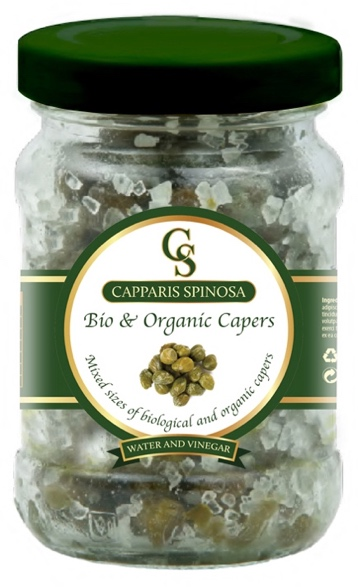 CS
CAPPARIS SPINOSA
Bio & Organic Capers
Mixed sizes of biological and organic capers
WATER AND VINEGAR